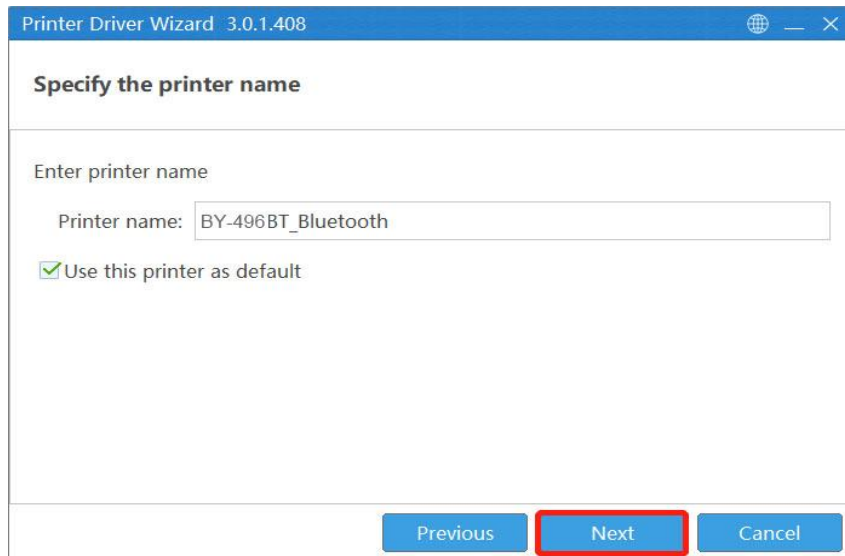 Printer Driver Wizard 3.0.1.408
Specify the printer name
Enter printer name
Printer name: BY-496BT_Bluetooth
Use this printer as default
Previous Next Cancel